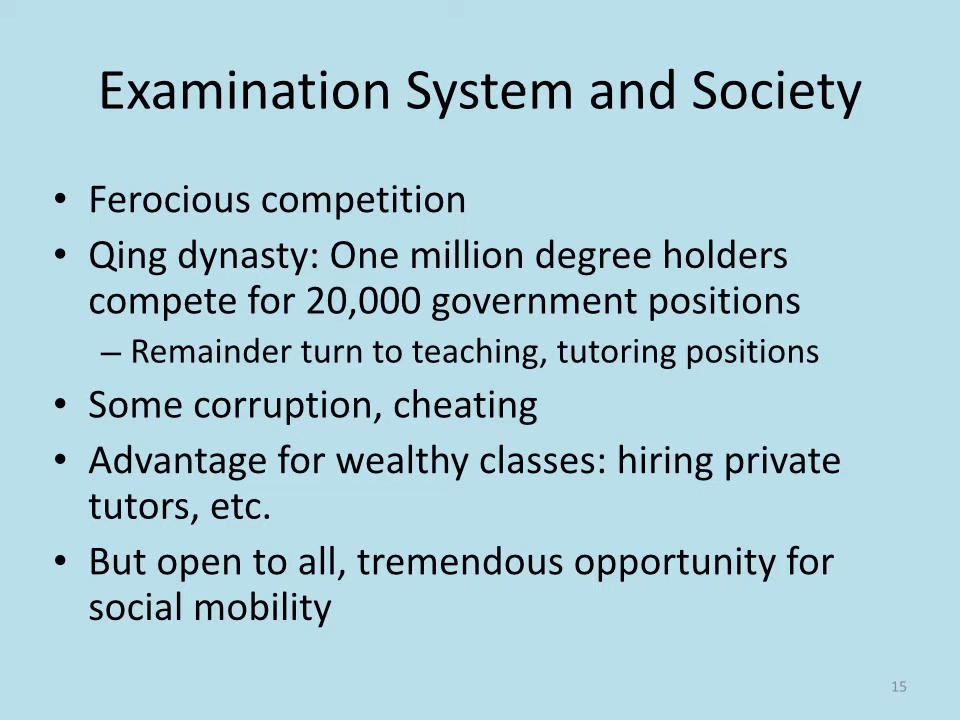 Examination System and Society
• Ferocious competition
• Qing dynasty: One million degree holders
compete for 20,000 government positions
– Remainder turn to teaching, tutoring positions
• Some corruption, cheating
• Advantage for wealthy classes: hiring private
tutors, etc.
• But open to all, tremendous opportunity for
social mobility
15